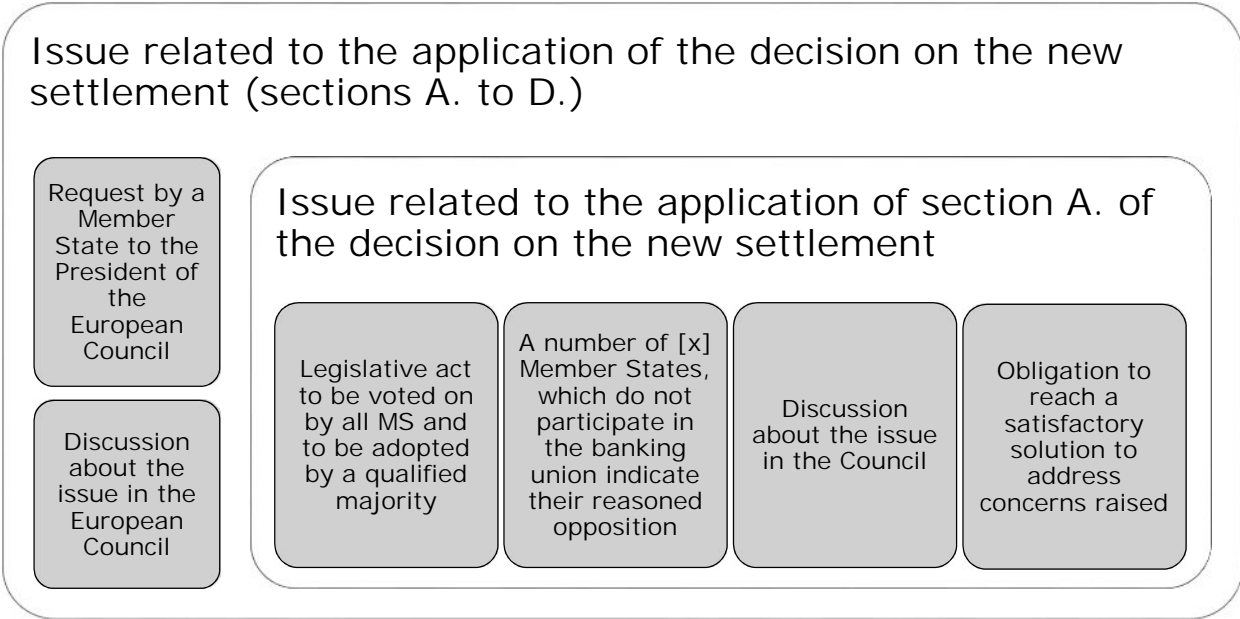 Issue related to the application of the decision on the new
settlement (sections A. to D.)
Request by a
Member
State to the
President of
the
European
Council
Discussion
about the
issue in the
European
Council
Issue related to the application of section A. of
the decision on the new settlement
Legislative act
to be voted on
by all MS and
to be adopted
by a qualified
majority
A number of [x]
Member States,
which do not
participate in
the banking
union indicate
their reasoned
opposition
Discussion
about the issue
in the Council
Obligation to
reach a
satisfactory
solution to
address
concerns raised